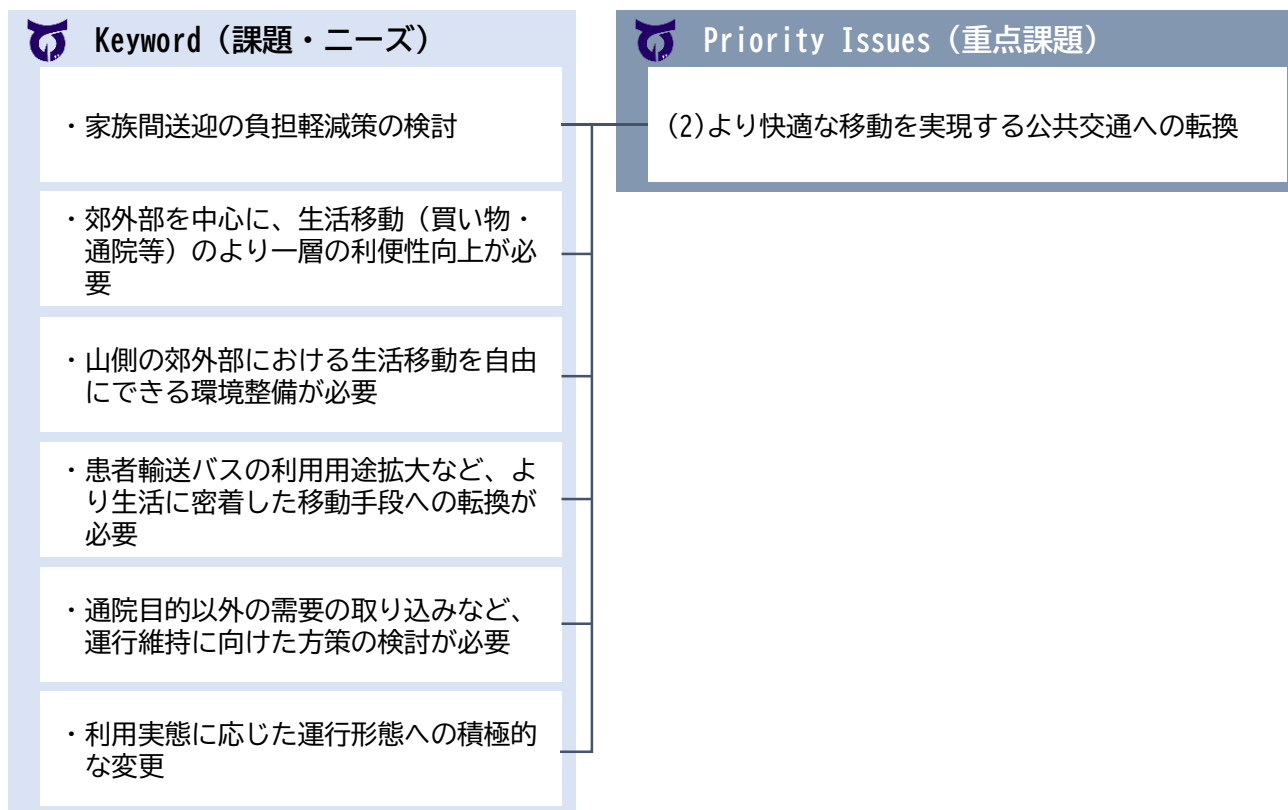 Keyword（課題・ニーズ）
・家族間送迎の負担軽減策の検討
・郊外部を中心に、生活移動（買い物・
通院等）のより一層の利便性向上が必
要
・山側の郊外部における生活移動を自由
にできる環境整備が必要
・患者輸送バスの利用用途拡大など、よ
り生活に密着した移動手段への転換が
必要
・通院目的以外の需要の取り込みなど、
運行維持に向けた方策の検討が必要
・利用実態に応じた運行形態への積極的
な変更
Priority Issues（重点課題）
(2)より快適な移動を実現する公共交通への転換